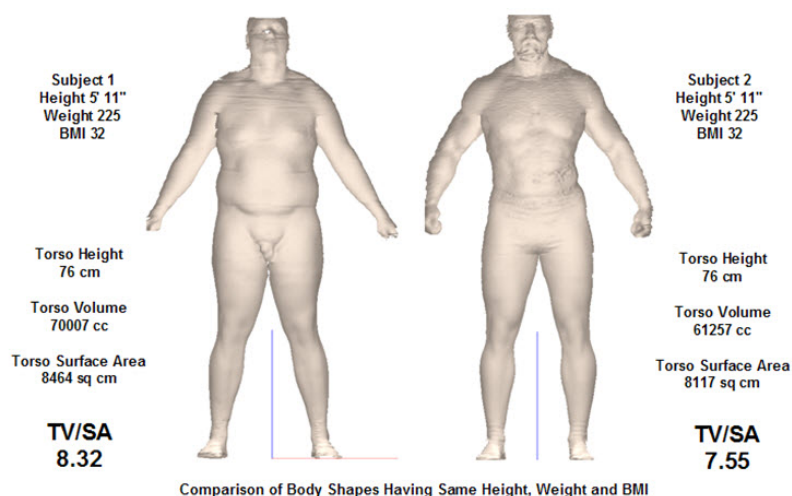 Subject 1
Height 5' 11"
Weight 225
BMI 32
Torso Height
76 cm
Torso Volume
70007 cc
Torso Surface Area
8464 sq cm
TV/SA
8.32
Subject 2
Height 5' 11"
Weight 225
BMI 32
Torso Height
76 cm
Torso Volume
61257 cc
Torso Surface Area
8117 sq cm
TV/SA
7.55
Comparison of Body Shapes Having Same Height, Weight and BMI